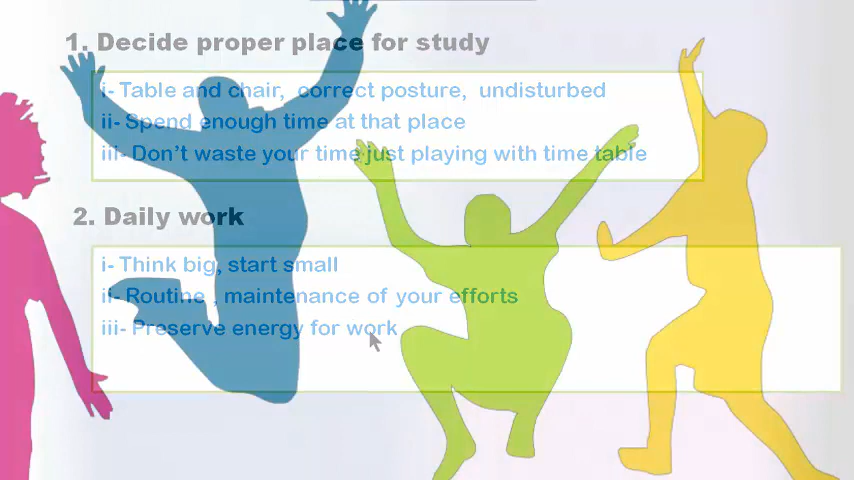 1. Decide proper place for study
i- Table and chair, correct posture, undisturbed
ii- Spend enough time at that place
iii- Don't waste your time just playing with time table
2. Daily work
i- Think big, start small
ii- Routine , maintenance of your efforts
iii- Preserve energy for work